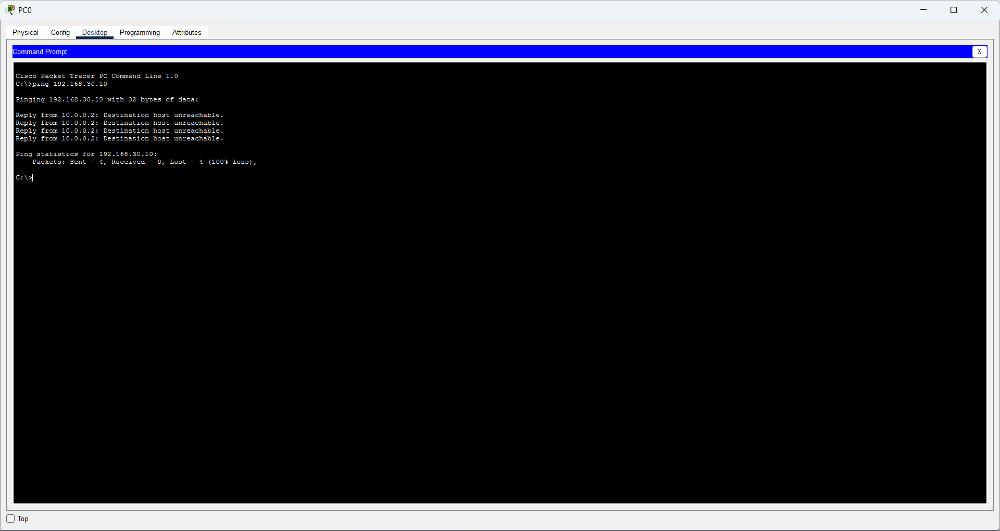 PC0
Physical Config Desktop Programming Attributes
Command Prompt X
Cisco Packet Tracer PC Command Line 1.0
C:\>ping 192.168.30.10
Pinging 192.168.30.10 with 32 bytes of data:
Reply from 10.0.0.2: Destination host unreachable.
Reply from 10.0.0.2: Destination host unreachable.
Reply from 10.0.0.2: Destination host unreachable.
Reply from 10.0.0.2: Destination host unreachable.
Ping statistics for 192.168.30.10:
    Packets: Sent = 4, Received = 0, Lost = 4 (100% loss),
C:\>
Top